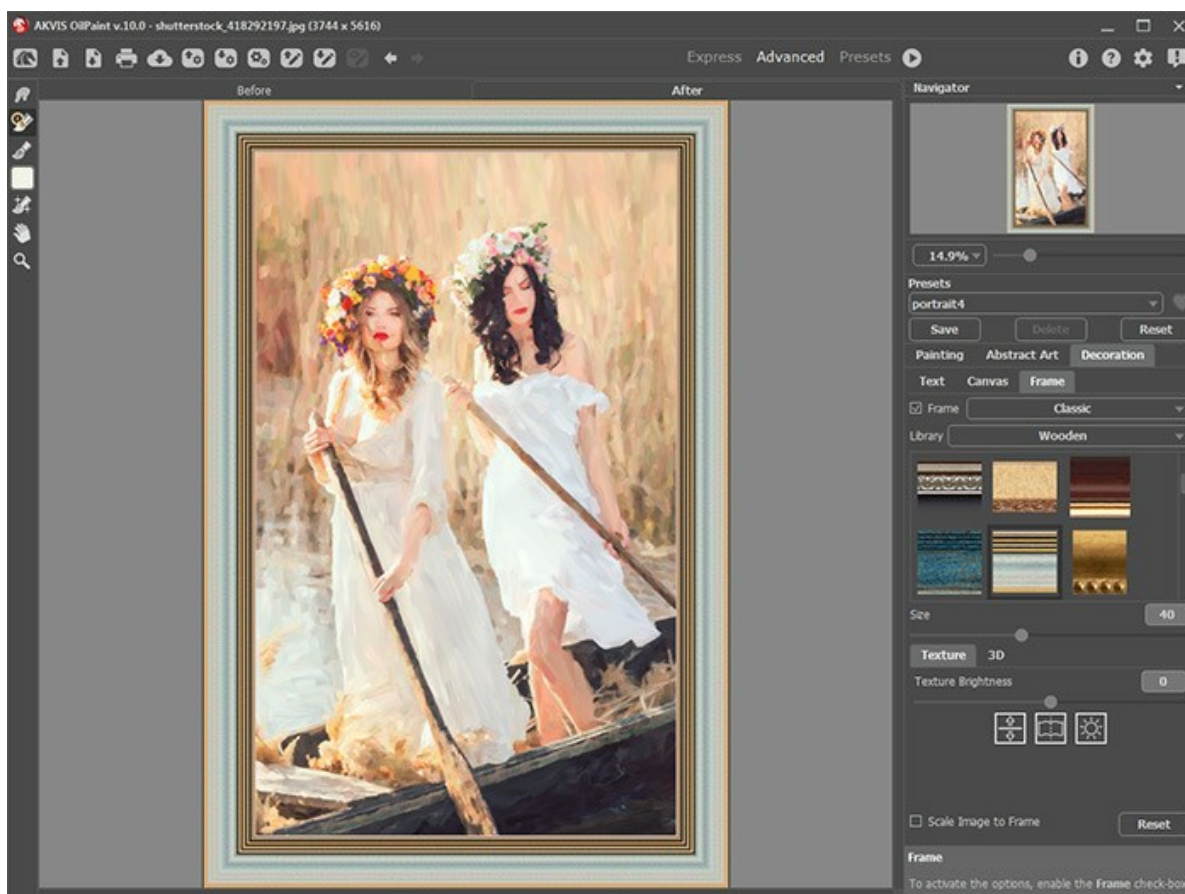 AKVIS OilPaint v.10.0 - shutterstock_418292197.jpg (3744 x 5616)
Express Advanced Presets
Before After
Navigator
14.9%
Presets
portrait4
Save Delete Reset
Painting Abstract Art Decoration
Text Canvas Frame
Frame Classic
Library Wooden
Size 40
Texture 3D
Texture Brightness 0
Scale Image to Frame Reset
Frame
To activate the options, enable the Frame check-box